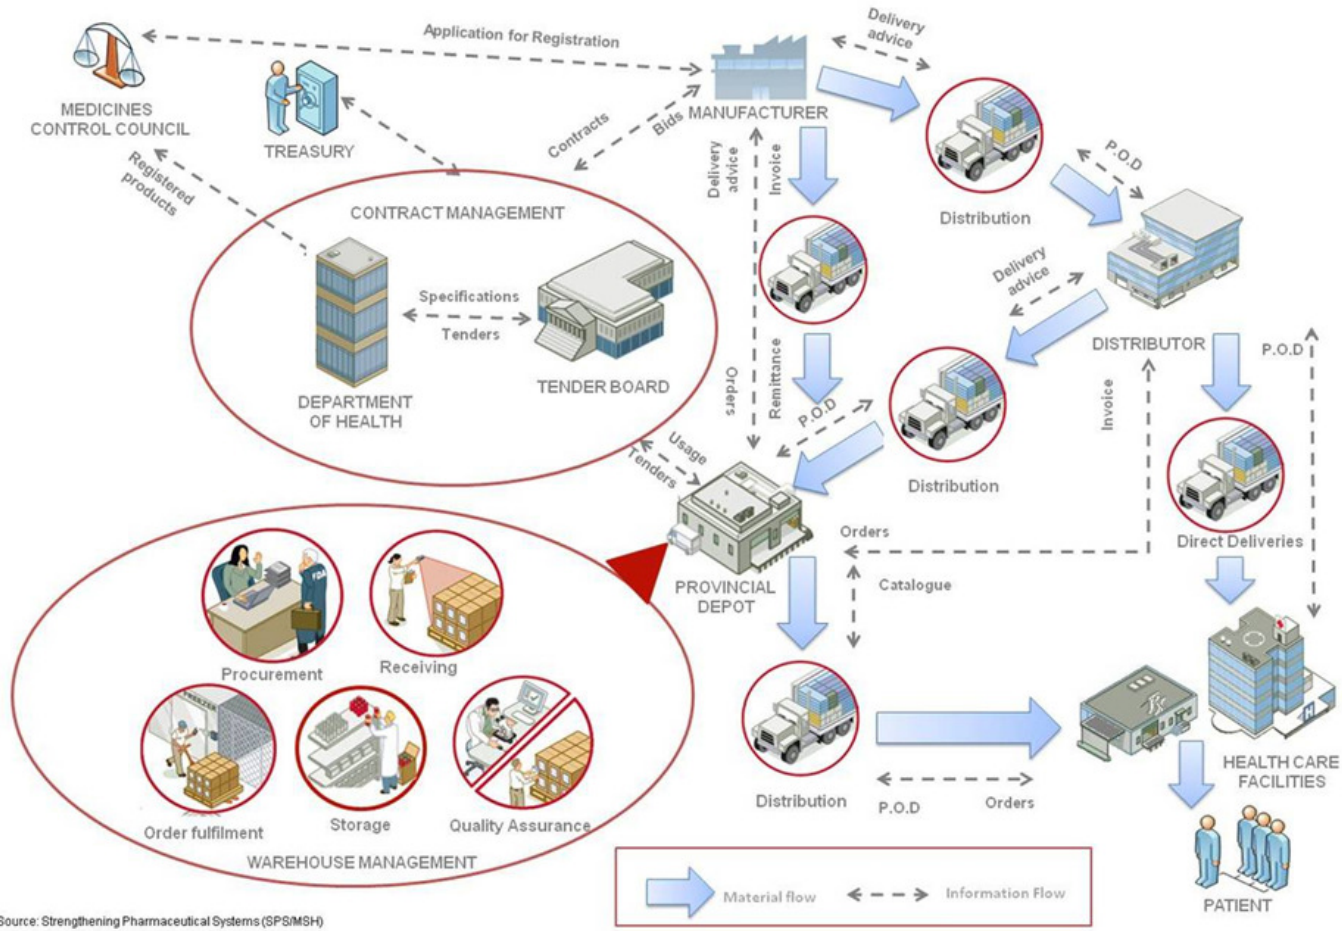 Application for Registration
Delivery
advice
MEDICINES
CONTROL COUNCIL
TREASURY
MANUFACTURER
Contracts
Bids
Registered
products
Delivery
advice
Invoice
P.O.D
Distribution
CONTRACT MANAGEMENT
Specifications
Tenders
DEPARTMENT
OF HEALTH
TENDER BOARD
Delivery
advice
DISTRIBUTOR
P.O.D
Orders
Remittance
P.O.D
Invoice
Usage
Tenders
Distribution
Direct Deliveries
Orders
Catalogue
PROVINCIAL
DEPOT
FDA
Procurement
Receiving
FREEZER
Order fulfilment
Storage
Quality Assurance
WAREHOUSE MANAGEMENT
Distribution
P.O.D
Orders
HEALTH CARE
FACILITIES
PATIENT
Material flow
Information Flow
Source: Strengthening Pharmaceutical Systems (SPS/MSH)